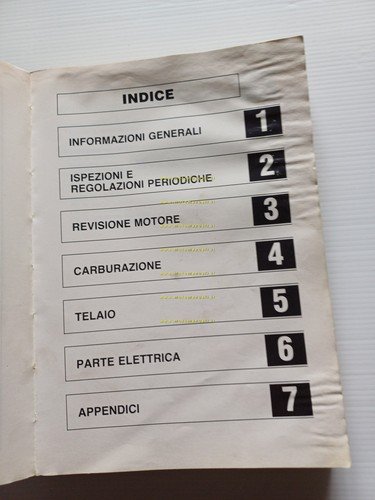 INDICE
INFORMAZIONI GENERALI 1
ISPEZIONI E
REGOLAZIONI PERIODICHE 2
REVISIONE MOTORE 3
CARBURAZIONE 4
TELAIO 5
PARTE ELETTRICA 6
APPENDICI 7